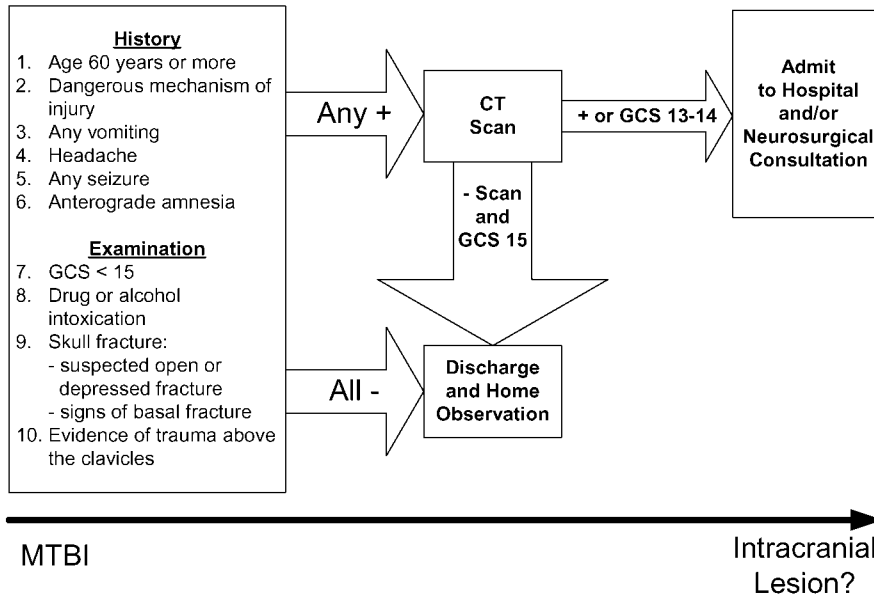 History
1. Age 60 years or more
2. Dangerous mechanism of
injury
3. Any vomiting
4. Headache
5. Any seizure
6. Anterograde amnesia
Examination
7. GCS < 15
8. Drug or alcohol
intoxication
9. Skull fracture:
- suspected open or
depressed fracture
- signs of basal fracture
10. Evidence of trauma above
the clavicles
Any +
CT
Scan
+ or GCS 13-14
Admit
to Hospital
and/or
Neurosurgical
Consultation
- Scan
and
GCS 15
All -
Discharge
and Home
Observation
MTBI
Intracranial
Lesion?